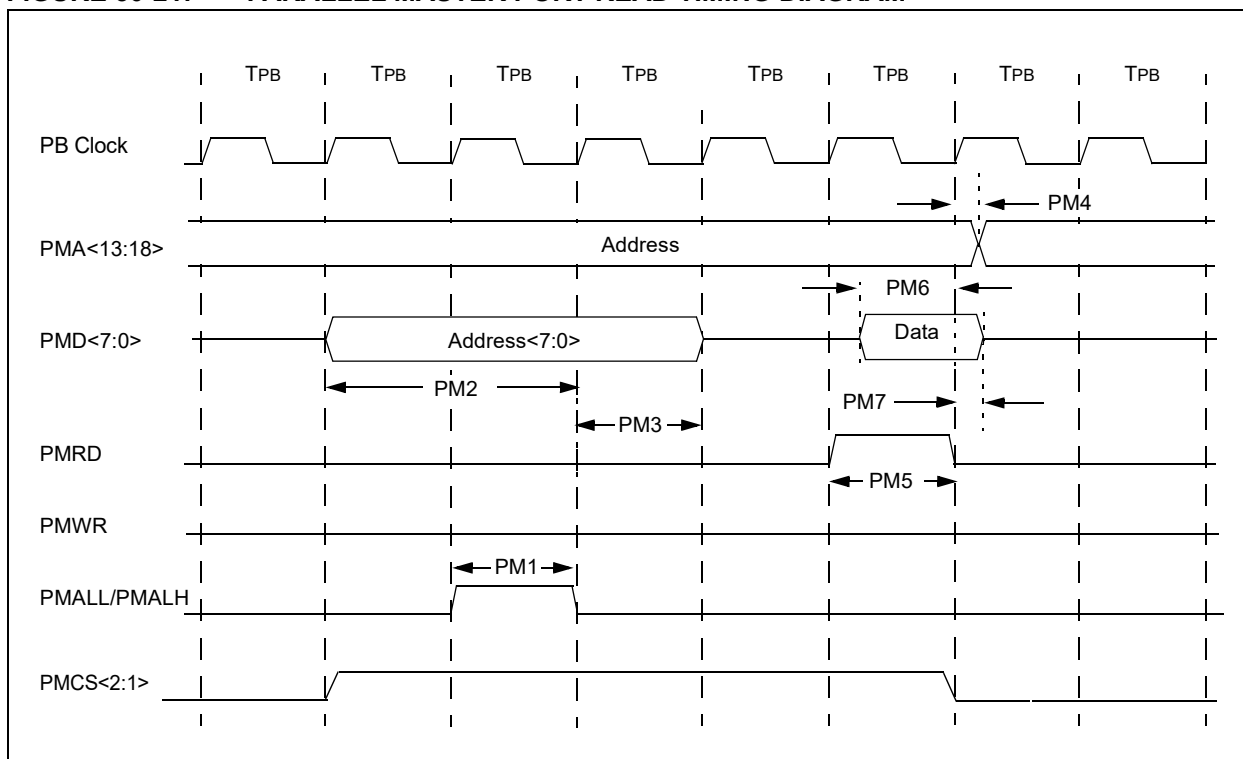 TPB TPB TPB TPB TPB TPB TPB TPB
PB Clock
PM4
PMA<13:18>
Address
PM6
PMD<7:0>
Address<7:0>
Data
PM2
PM7
PM3
PMRD
PM5
PMWR
PM1
PMALL/PMALH
PMCS<2:1>